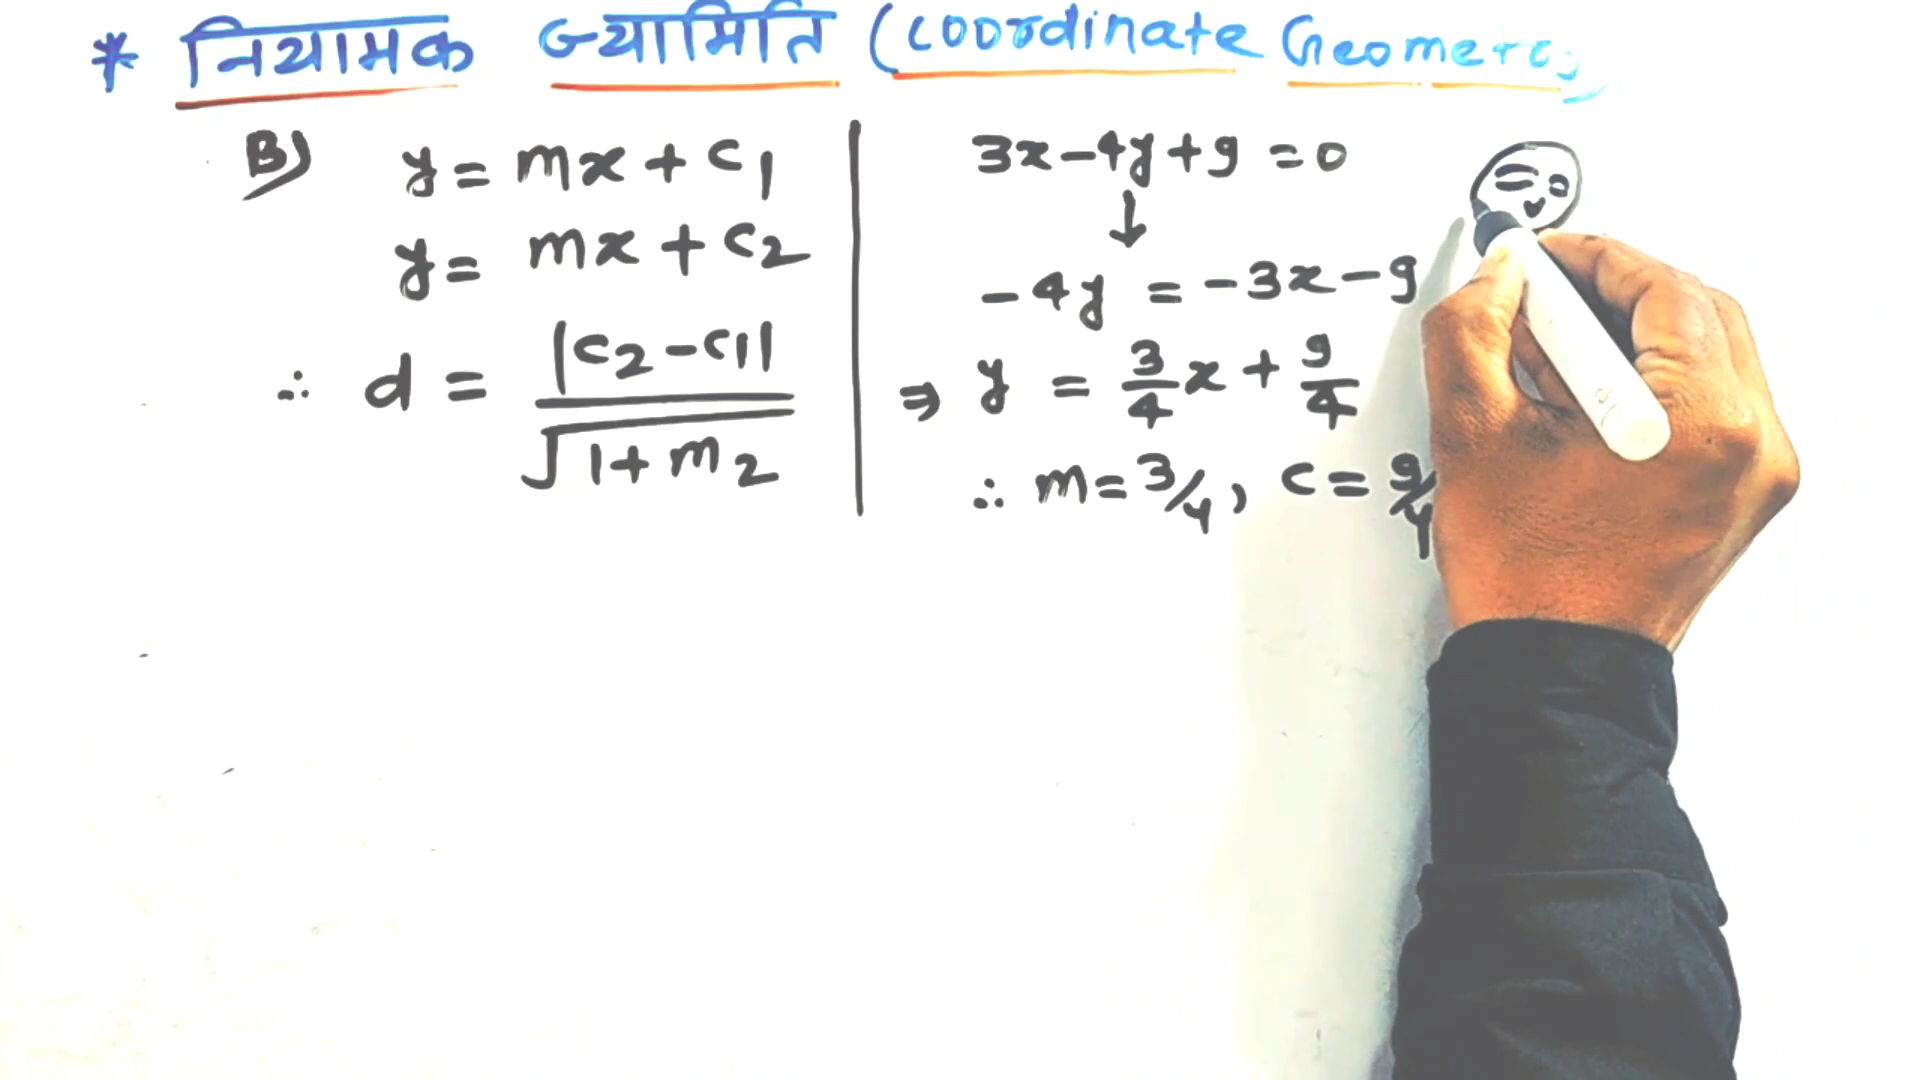 * नियामक ज्यामिति (Coordinate Geometry)
B) y = mx + c1
y = mx + c2
∴ d = |c2 - c1| / √1 + m2
3x - 4y + 9 = 0
↓
-4y = -3x - 9
⇒ y = 3/4 x + 9/4
∴ m = 3/4, c = 9/4